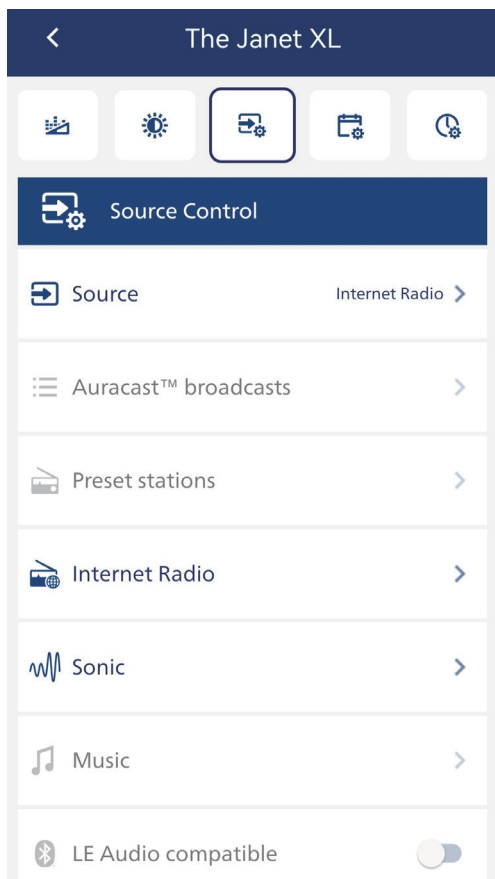 The Janet XL
Source Control
Source
Internet Radio
Auracast™ broadcasts
Preset stations
Internet Radio
Sonic
Music
LE Audio compatible